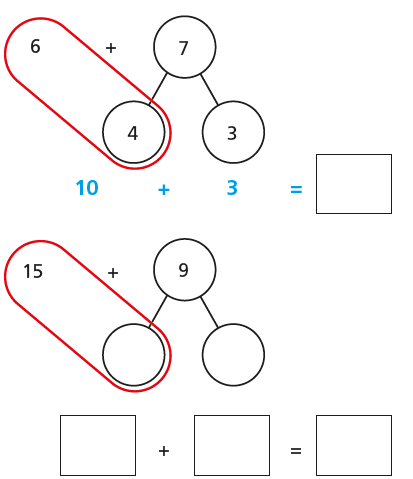 6 + 7
4 3
10 + 3 =
15 + 9
+ =